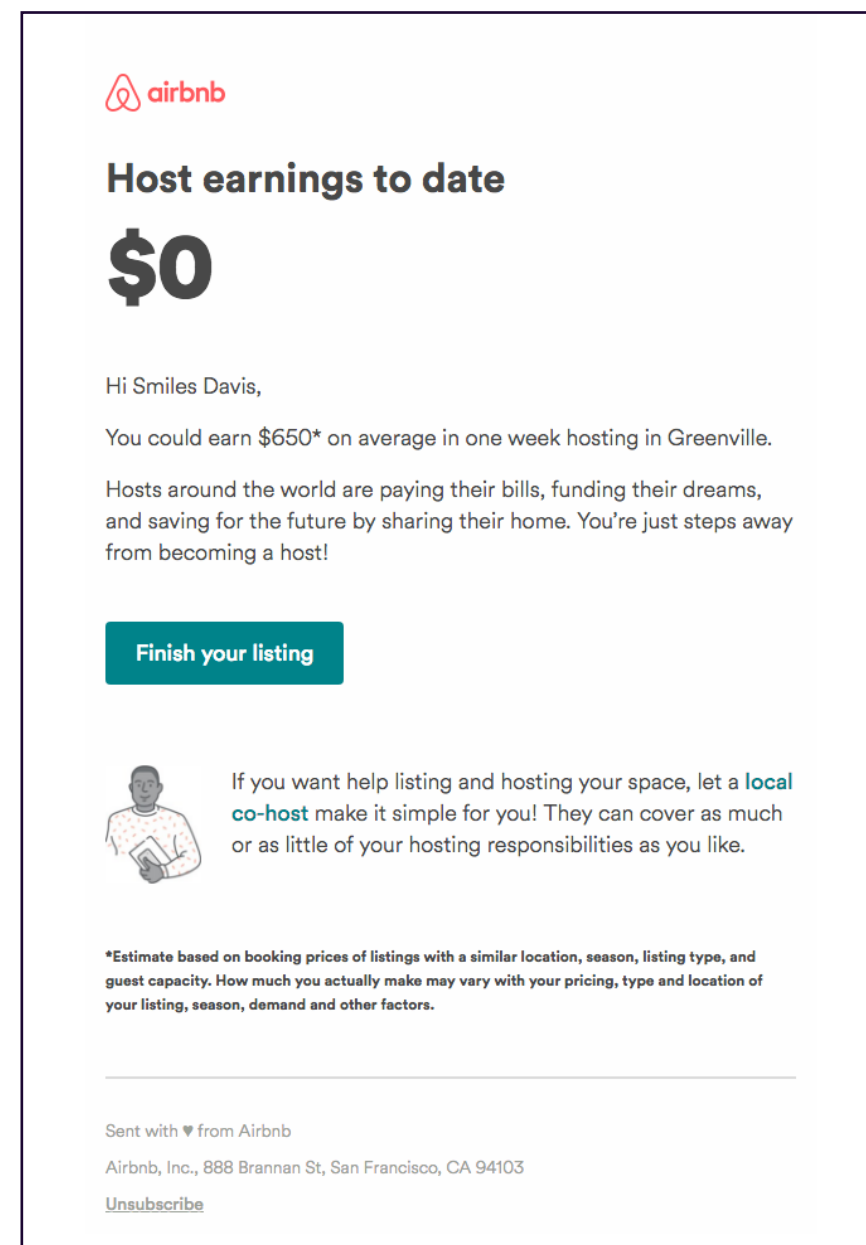 airbnb
Host earnings to date
$0
Hi Smiles Davis,
You could earn $650* on average in one week hosting in Greenville.
Hosts around the world are paying their bills, funding their dreams,
and saving for the future by sharing their home. You’re just steps away
from becoming a host!
Finish your listing
If you want help listing and hosting your space, let a local
co-host make it simple for you! They can cover as much
or as little of your hosting responsibilities as you like.
*Estimate based on booking prices of listings with a similar location, season, listing type, and
guest capacity. How much you actually make may vary with your pricing, type and location of
your listing, season, demand and other factors.
Sent with ♥ from Airbnb
Airbnb, Inc., 888 Brannan St, San Francisco, CA 94103
Unsubscribe